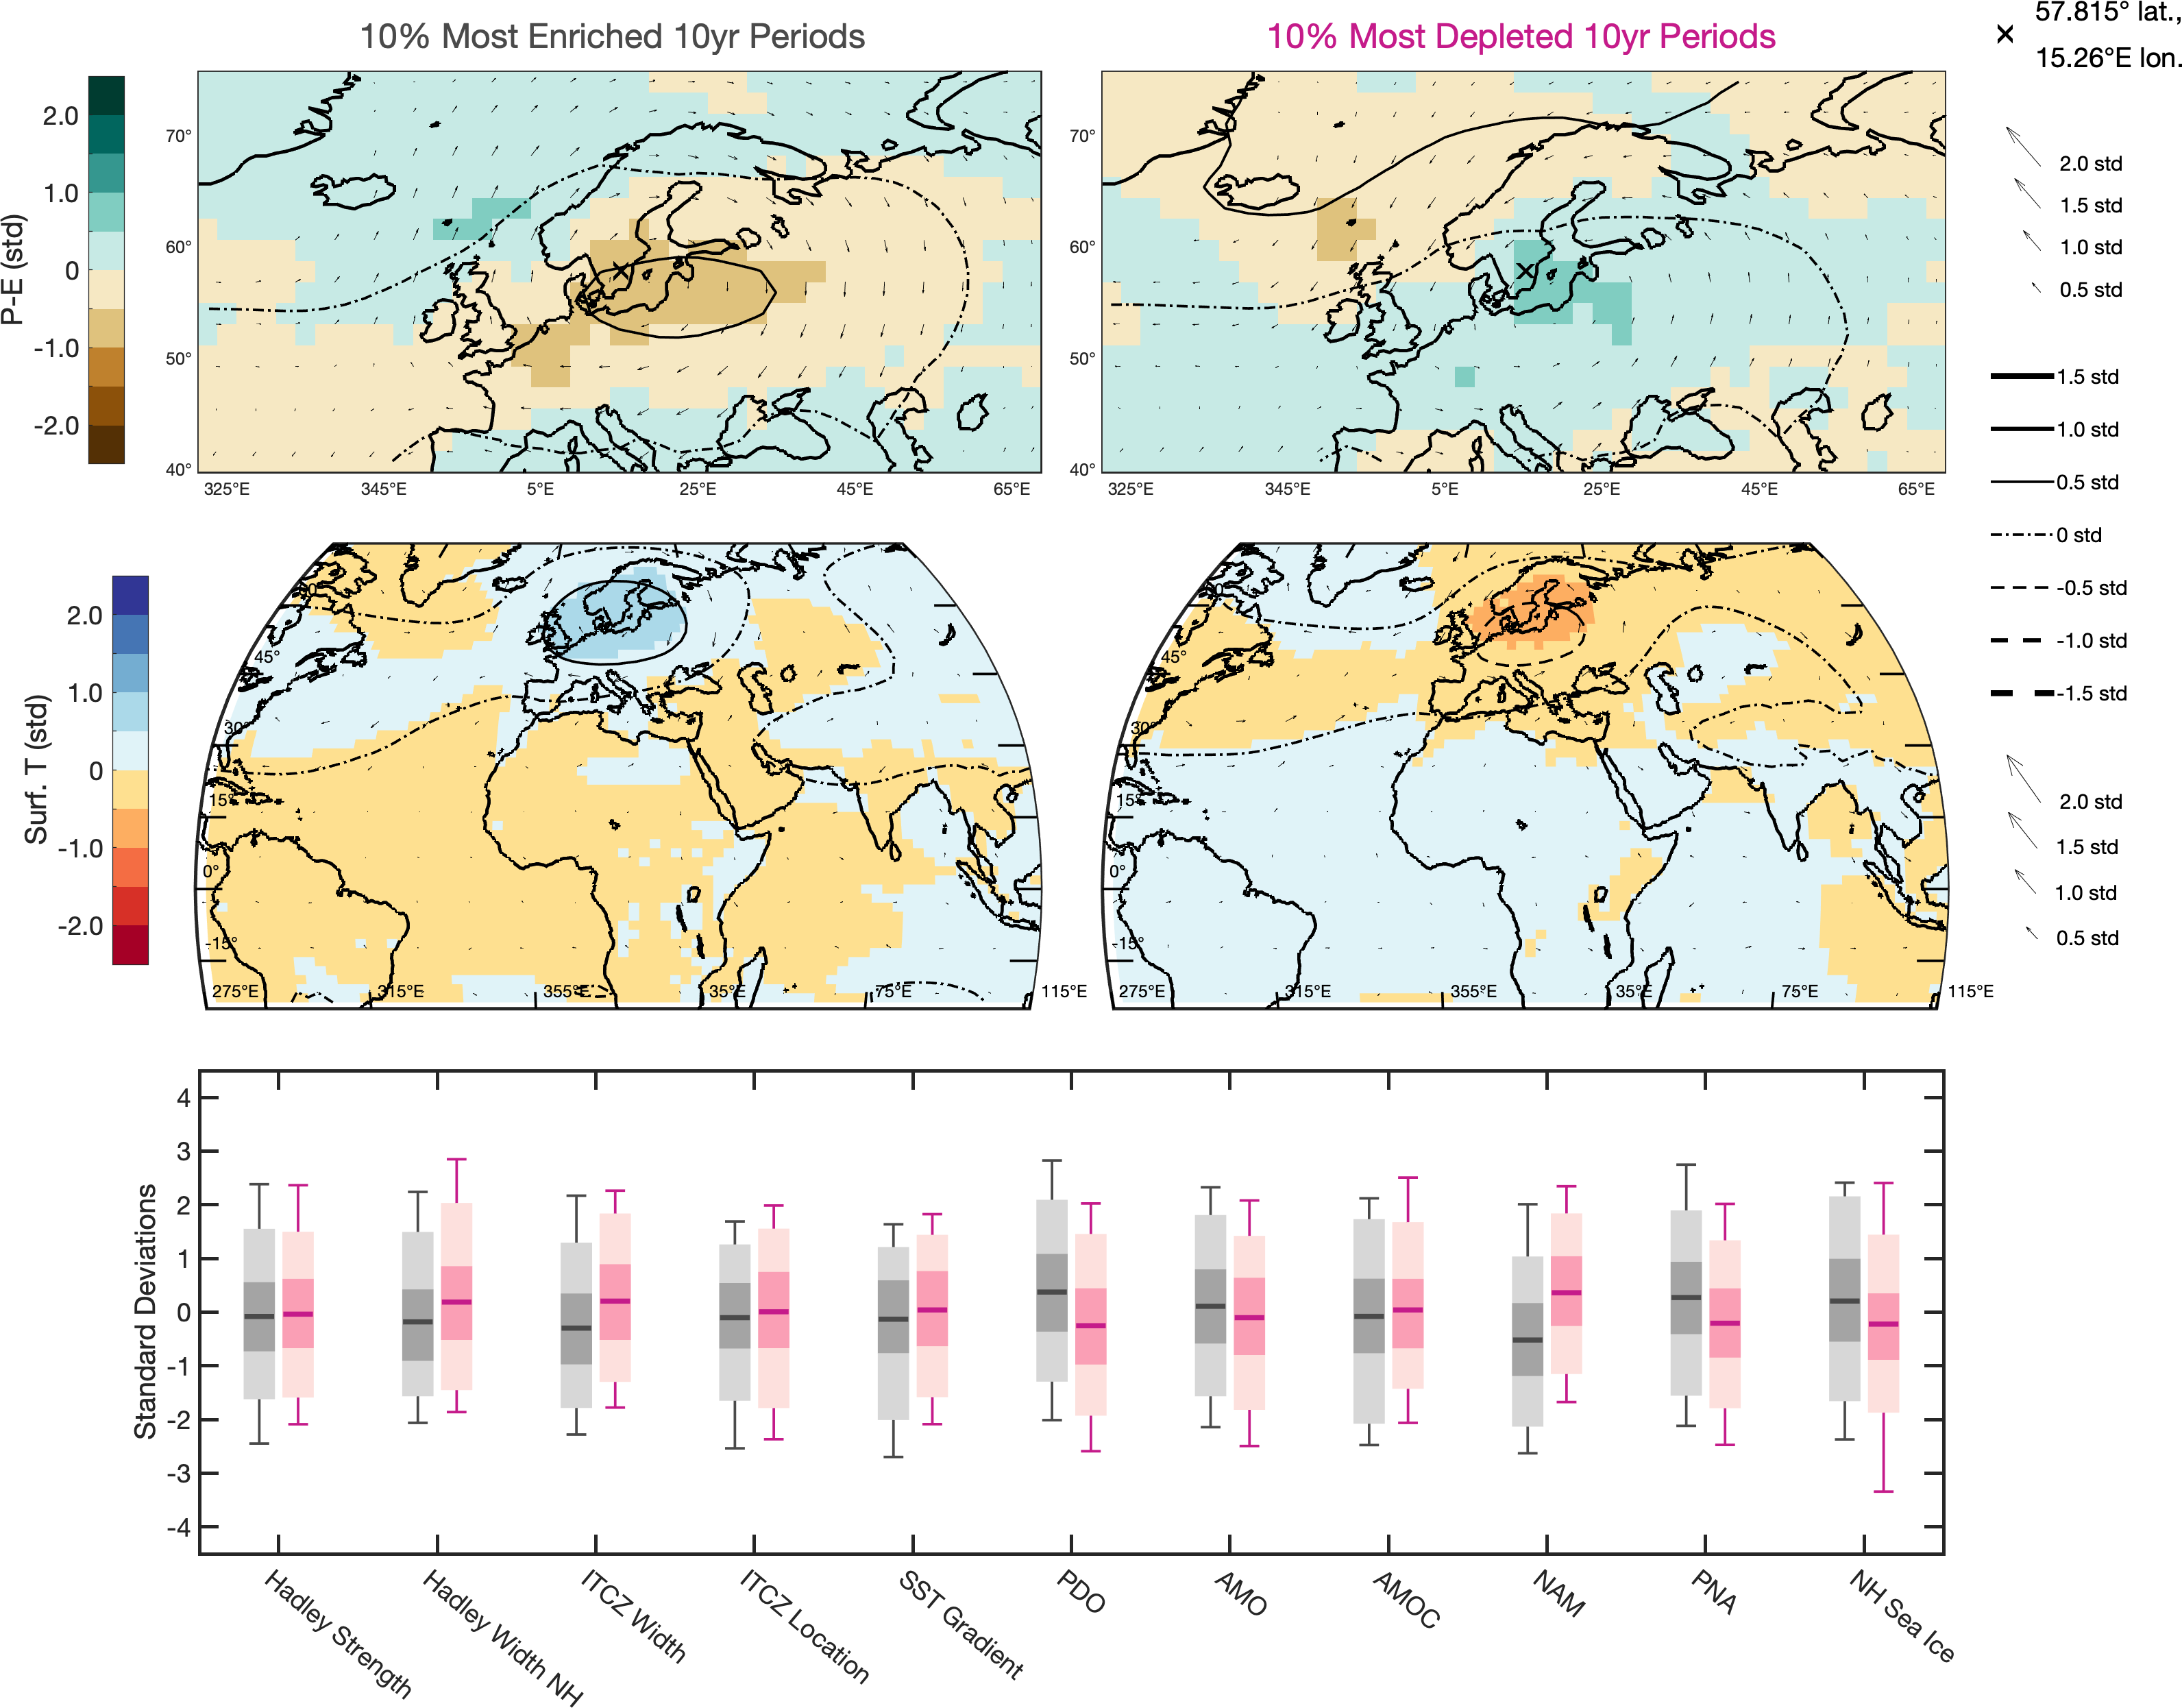 10% Most Enriched 10yr Periods
10% Most Depleted 10yr Periods
57.815° lat.,
15.26°E lon.
P-E (std)
2.0
1.0
0
-1.0
-2.0
70°
60°
50°
40°
325°E 345°E 5°E 25°E 45°E 65°E
70°
60°
50°
40°
325°E 345°E 5°E 25°E 45°E 65°E
2.0 std
1.5 std
1.0 std
0.5 std
1.5 std
1.0 std
0.5 std
0 std
-0.5 std
-1.0 std
-1.5 std
Surf. T (std)
2.0
1.0
0
-1.0
-2.0
45°
30°
15°
0°
-15°
275°E 315°E 355°E 35°E 75°E 115°E
45°
30°
15°
0°
-15°
275°E 315°E 355°E 35°E 75°E 115°E
2.0 std
1.5 std
1.0 std
0.5 std
Standard Deviations
4
3
2
1
0
-1
-2
-3
-4
Hadley Strength
Hadley Width NH
ITCZ Width
ITCZ Location
SST Gradient
PDO
AMO
AMOC
NAM
PNA
NH Sea Ice